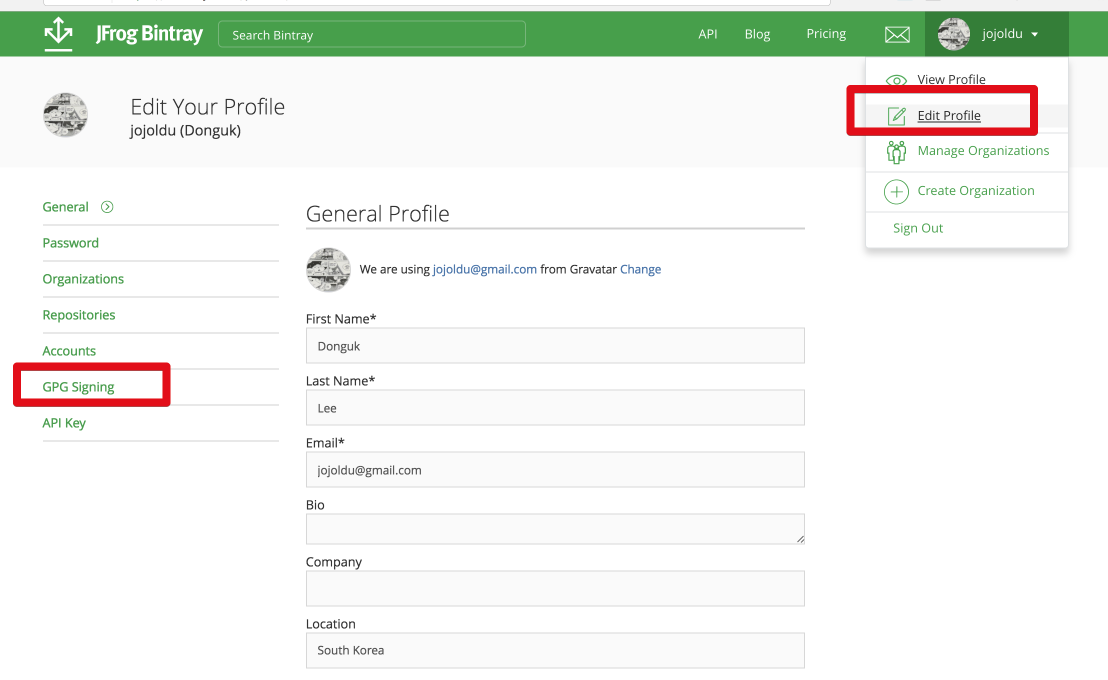 JFrog Bintray
Search Bintray
API
Blog
Pricing
jojoldu
View Profile
Edit Profile
Manage Organizations
Create Organization
Sign Out
Edit Your Profile
jojoldu (Donguk)
General
Password
Organizations
Repositories
Accounts
GPG Signing
API Key
General Profile
We are using jojoldu@gmail.com from Gravatar Change
First Name*
Donguk
Last Name*
Lee
Email*
jojoldu@gmail.com
Bio
Company
Location
South Korea